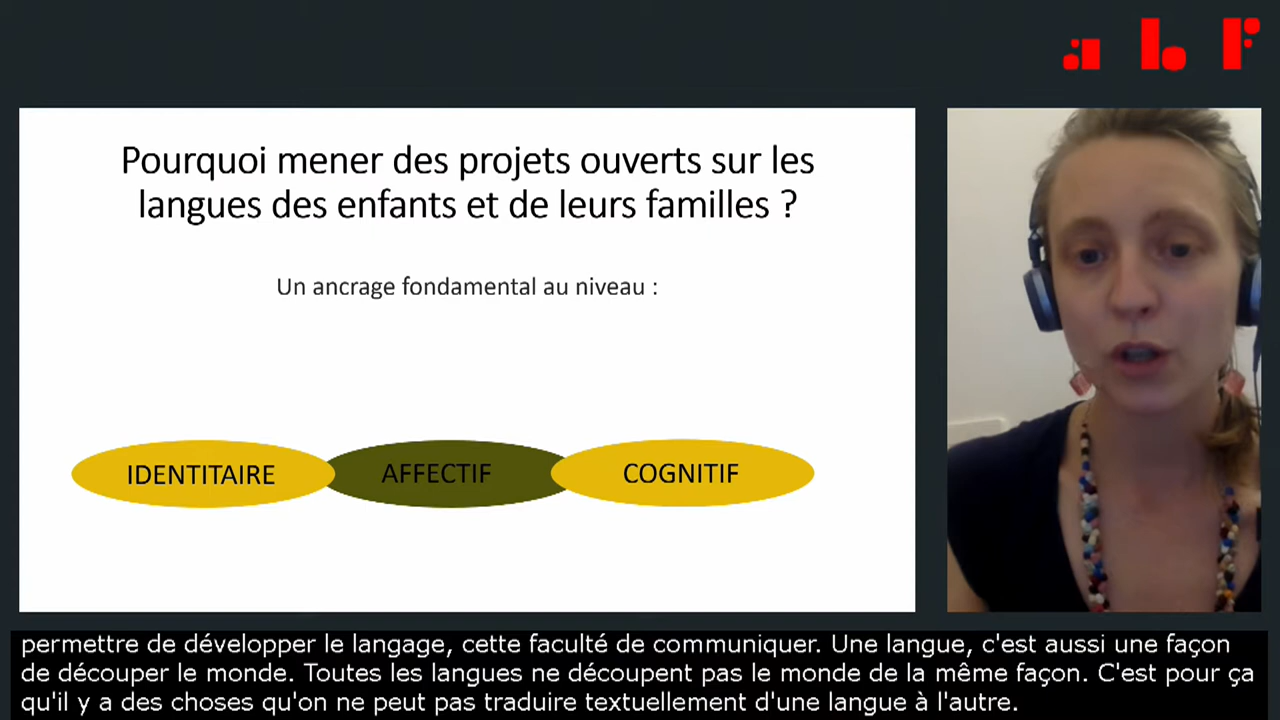 abF
Pourquoi mener des projets ouverts sur les
langues des enfants et de leurs familles ?
Un ancrage fondamental au niveau :
IDENTITAIRE AFFECTIF COGNITIF
permettre de développer le langage, cette faculté de communiquer. Une langue, c'est aussi une façon
de découper le monde. Toutes les langues ne découpent pas le monde de la même façon. C'est pour ça
qu'il y a des choses qu'on ne peut pas traduire textuellement d'une langue à l'autre.